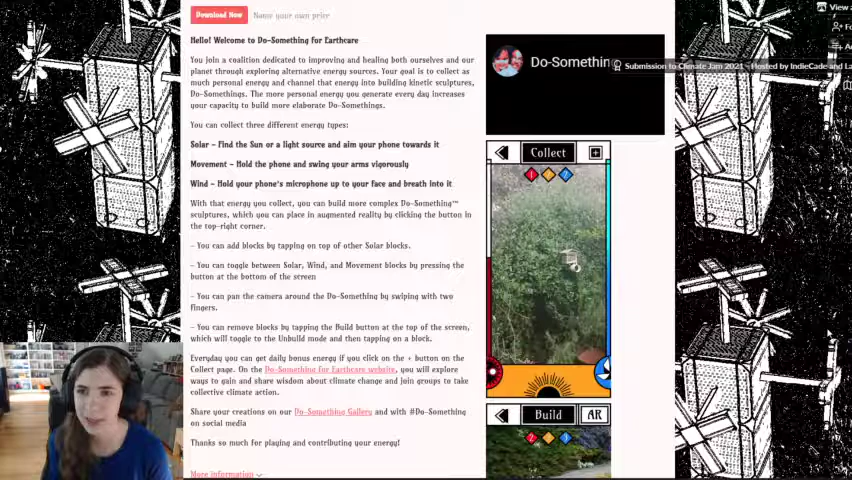 Download Now Name your own price
View a
Fo
Ad
Hello! Welcome to Do-Something for Earthcare
You join a coalition dedicated to improving and healing both ourselves and our
planet through exploring alternative energy sources. Your goal is to collect as
much personal energy and channel that energy into building kinetic sculptures,
Do-Somethings. The more personal energy you generate every day increases
your capacity to build more elaborate Do-Somethings.
You can collect three different energy types:
Solar - Find the Sun or a light source and aim your phone towards it
Movement - Hold the phone and swing your arms vigorously
Wind - Hold your phone's microphone up to your face and breath into it
With that energy you collect, you can build more complex Do-Something™
sculptures, which you can place in augmented reality by clicking the button in
the top-right corner.
- You can add blocks by tapping on top of other Solar blocks.
- You can toggle between Solar, Wind, and Movement blocks by pressing the
button at the bottom of the screen
- You can pan the camera around the Do-Something by swiping with two
fingers.
- You can remove blocks by tapping the Build button at the top of the screen,
which will toggle to the Unbuild mode and then tapping on a block.
Everyday you can get daily bonus energy if you click on the + button on the
Collect page. On the Do-Something for Earthcare website, you will explore
ways to gain and share wisdom about climate change and join groups to take
collective climate action.
Share your creations on our Do-Something Gallery and with #Do-Something
on social media
Thanks so much for playing and contributing your energy!
More information
Do-Somethin
Submission to Climate Jam 2021 - Hosted by IndieCade and La
Collect
Build AR